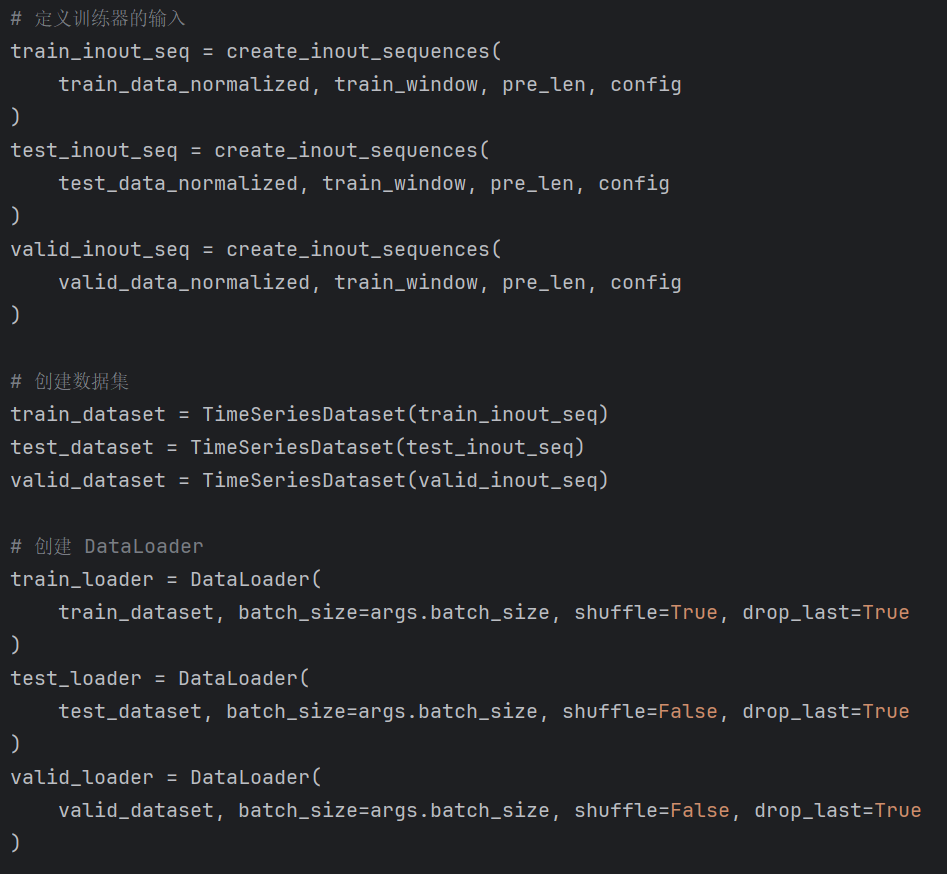 # 定义训练器的输入
train_inout_seq = create_inout_sequences(
    train_data_normalized, train_window, pre_len, config
)
test_inout_seq = create_inout_sequences(
    test_data_normalized, train_window, pre_len, config
)
valid_inout_seq = create_inout_sequences(
    valid_data_normalized, train_window, pre_len, config
)

# 创建数据集
train_dataset = TimeSeriesDataset(train_inout_seq)
test_dataset = TimeSeriesDataset(test_inout_seq)
valid_dataset = TimeSeriesDataset(valid_inout_seq)

# 创建 DataLoader
train_loader = DataLoader(
    train_dataset, batch_size=args.batch_size, shuffle=True, drop_last=True
)
test_loader = DataLoader(
    test_dataset, batch_size=args.batch_size, shuffle=False, drop_last=True
)
valid_loader = DataLoader(
    valid_dataset, batch_size=args.batch_size, shuffle=False, drop_last=True
)